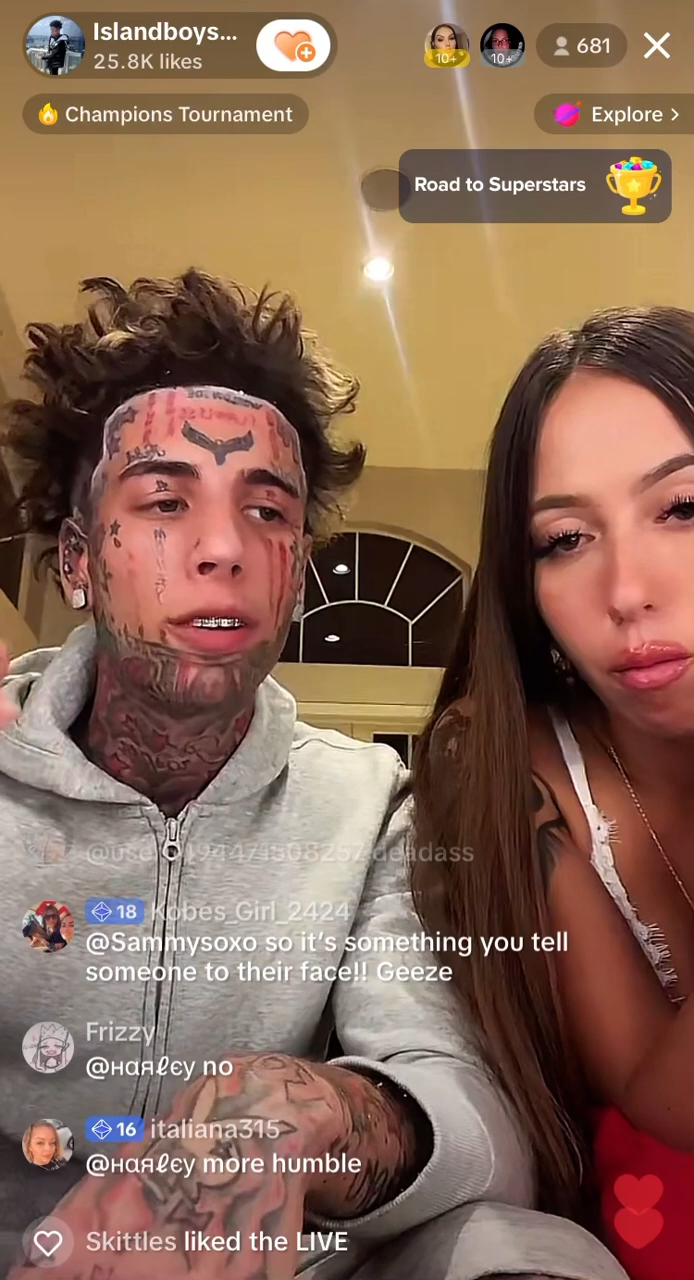 Islandboys...
25.8K likes
10+
10+
681
Champions Tournament
Explore >
Road to Superstars
deadass
18 Kobes_Girl_2424
@Sammysoxo so it’s something you tell
someone to their face!! Geeze
Frizzy
@нαяℓєу no
16 italiana315
@нαяℓєу more humble
Skittles liked the LIVE